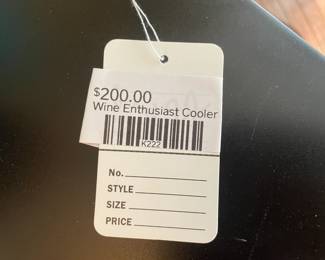 $200.00
Wine Enthusiast Cooler
K222
No.
STYLE
SIZE
PRICE